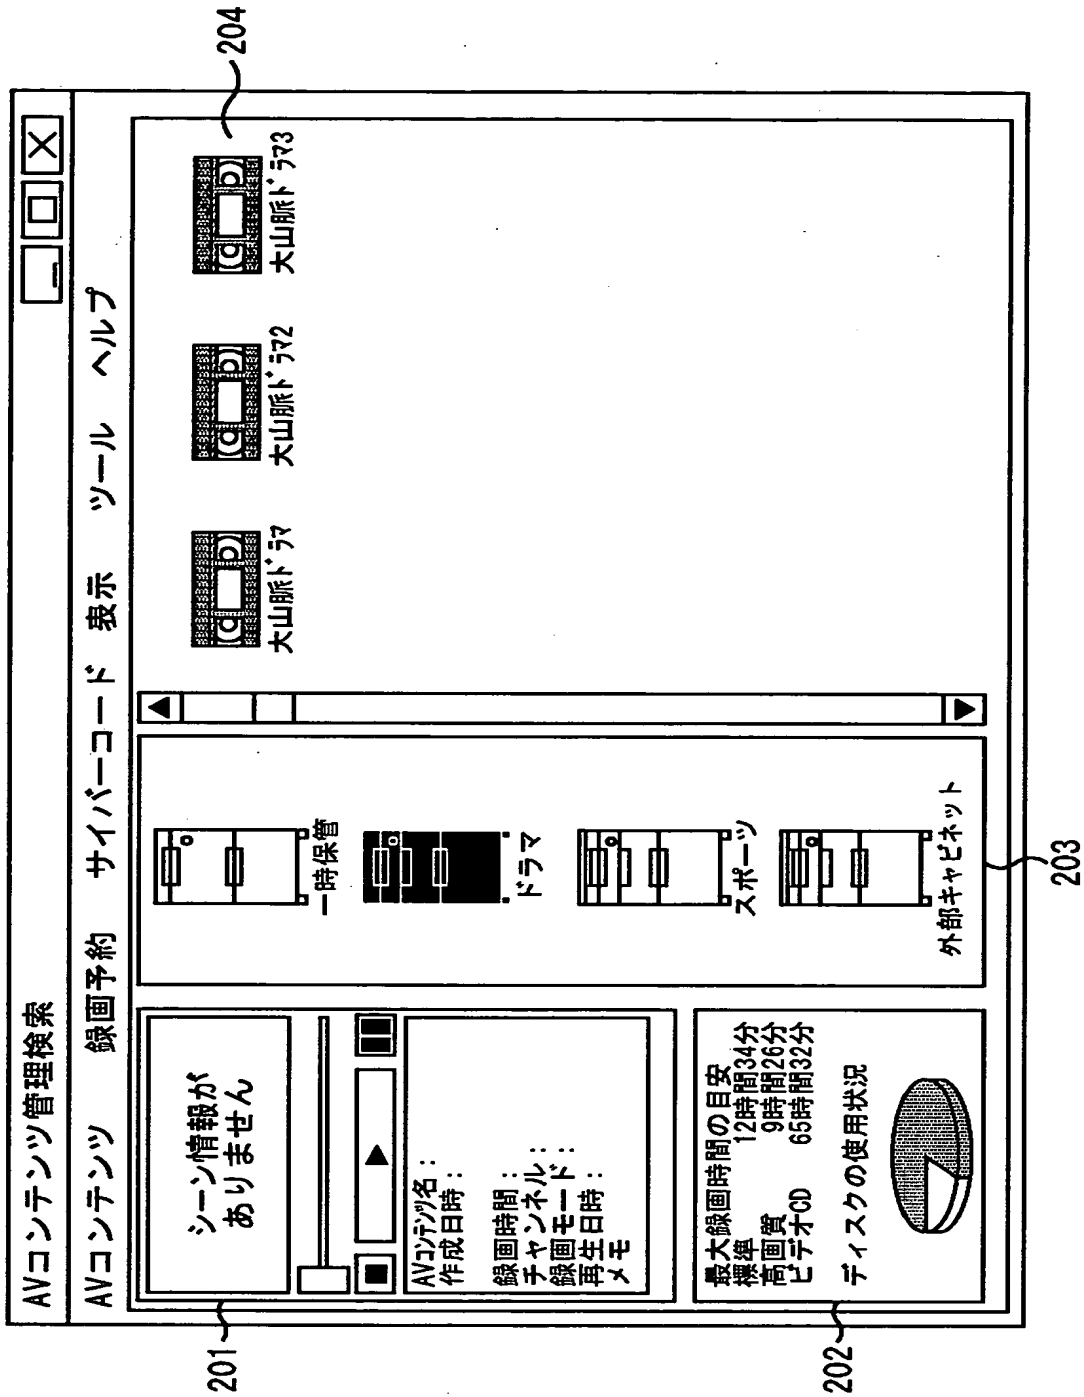 AVコンテンツ管理検索
AVコンテンツ 録画予約 サイバーコード 表示 ツール ヘルプ
シーン情報が
ありません
AVコンテンツ名：
作成日時：
録画時間：
チャンネル：
録画モード：
再生日時：
メモ
最大録画時間の目安
標準 12時間34分
高画質 9時間26分
ビデオCD 65時間32分
ディスクの使用状況
一時保管
ドラマ
スポーツ
外部キャビネット
大山脈ドラマ
大山脈ドラマ2
大山脈ドラマ3
201
202
203
204